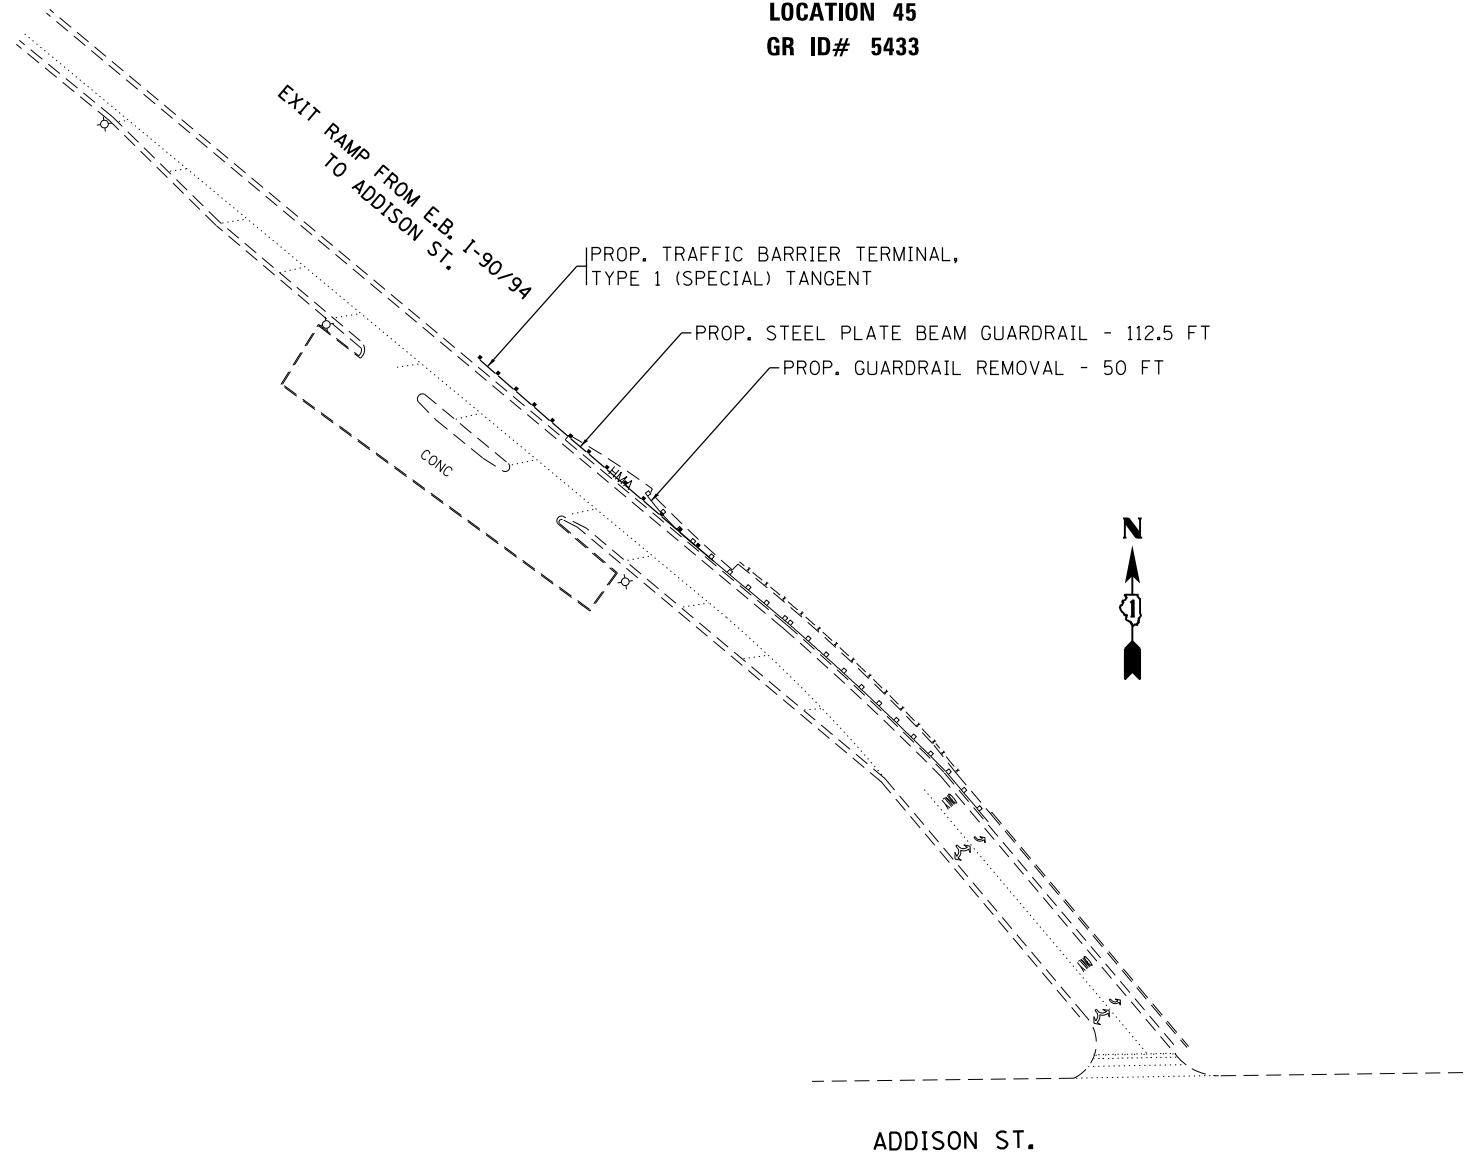 LOCATION 45
GR ID# 5433
EXIT RAMP FROM E.B. I-90/94
TO ADDISON ST.
PROP. TRAFFIC BARRIER TERMINAL,
TYPE 1 (SPECIAL) TANGENT
PROP. STEEL PLATE BEAM GUARDRAIL - 112.5 FT
PROP. GUARDRAIL REMOVAL - 50 FT
CONC
HMA
N
1
ADDISON ST.